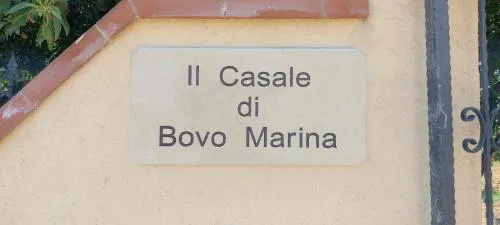 Il Casale
di
Bovo Marina